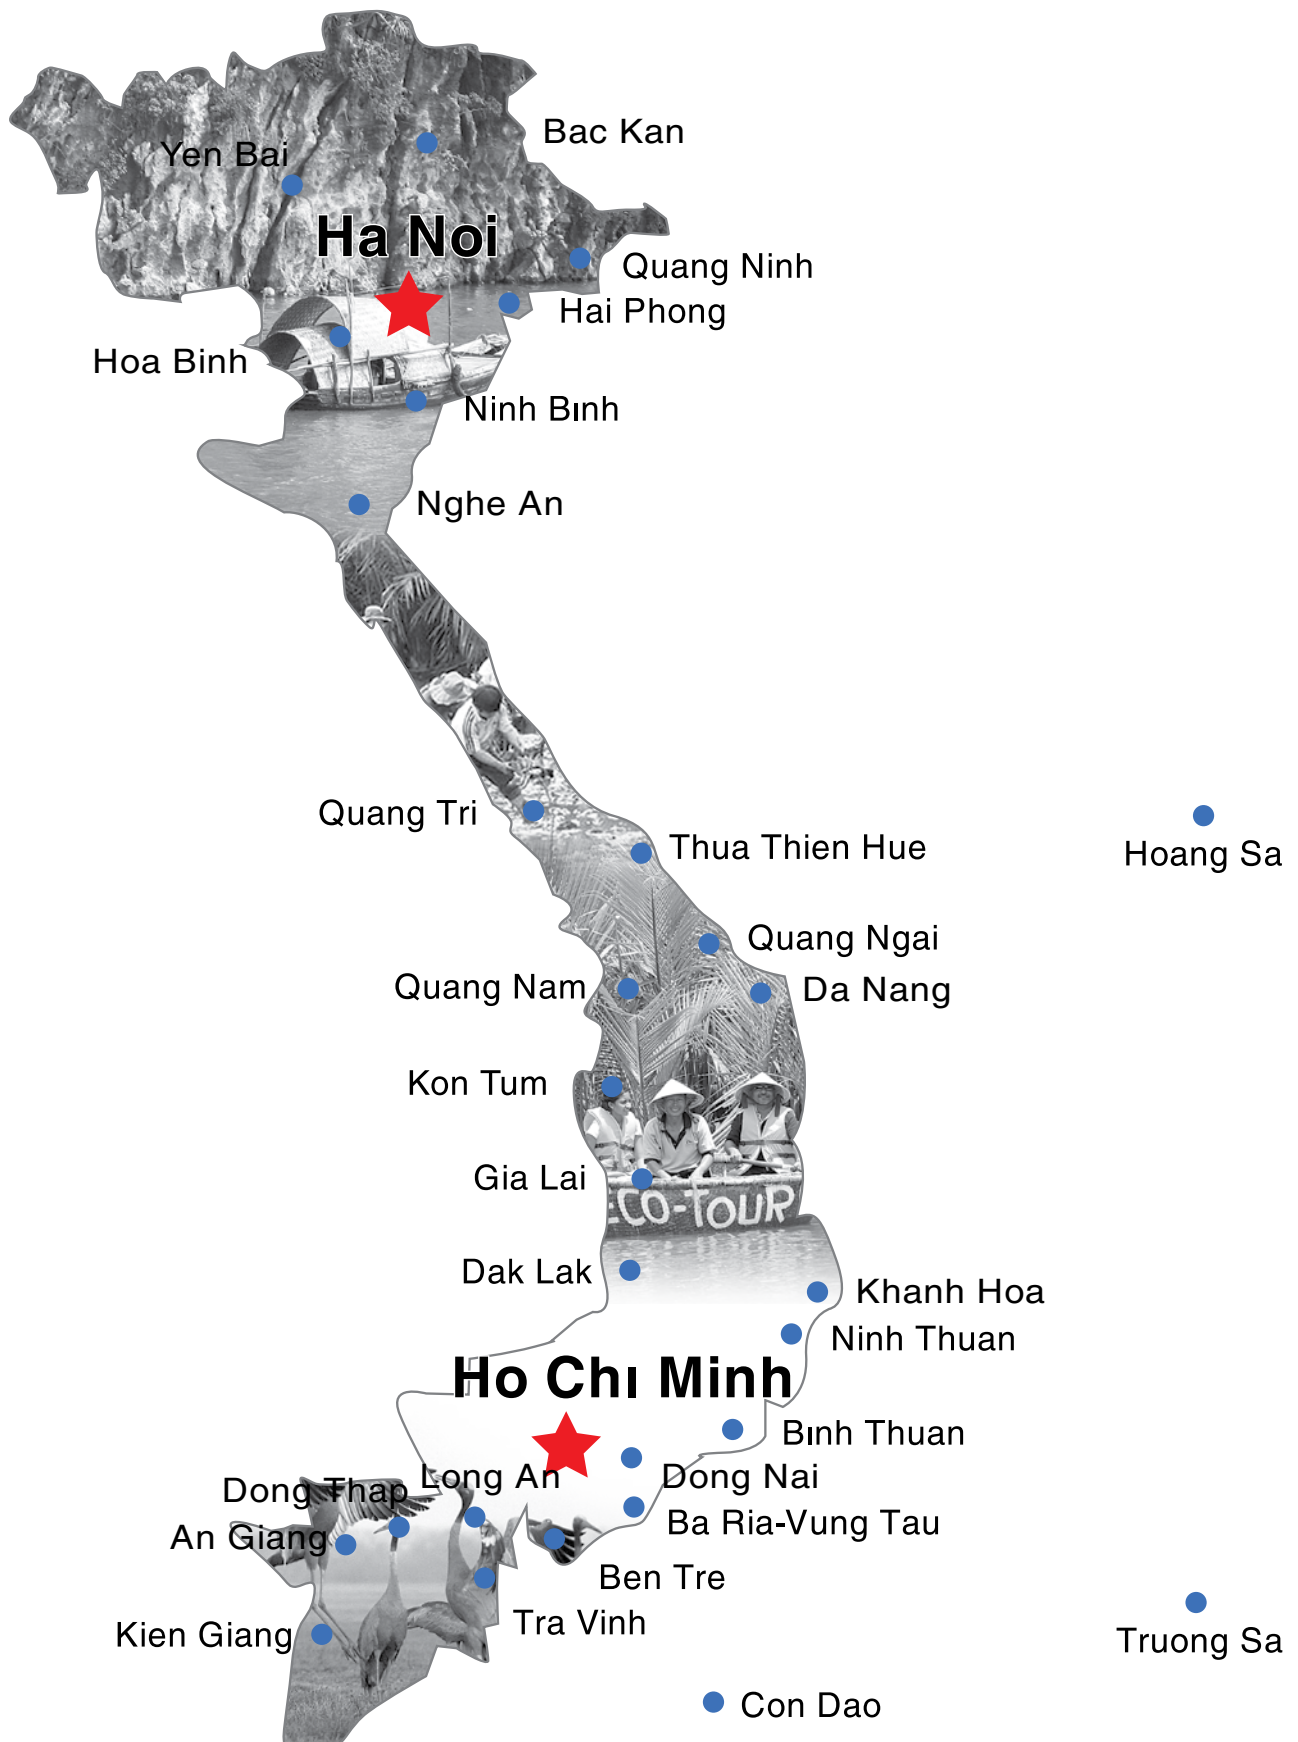 Bac Kan
Yen Bai
Ha Noi
Quang Ninh
Hai Phong
Hoa Binh
Ninh Bınh
Nghe An
Quang Tri
Thua Thien Hue
Hoang Sa
Quang Ngai
Quang Nam
Da Nang
Kon Tum
Gia Lai
ECO-TOUR
Dak Lak
Khanh Hoa
Ninh Thuan
Ho Chı Minh
Bınh Thuan
Long An
Dong Nai
Dong Thap
Ba Ria-Vung Tau
An Giang
Ben Tre
Tra Vinh
Kien Giang
Truong Sa
Con Dao